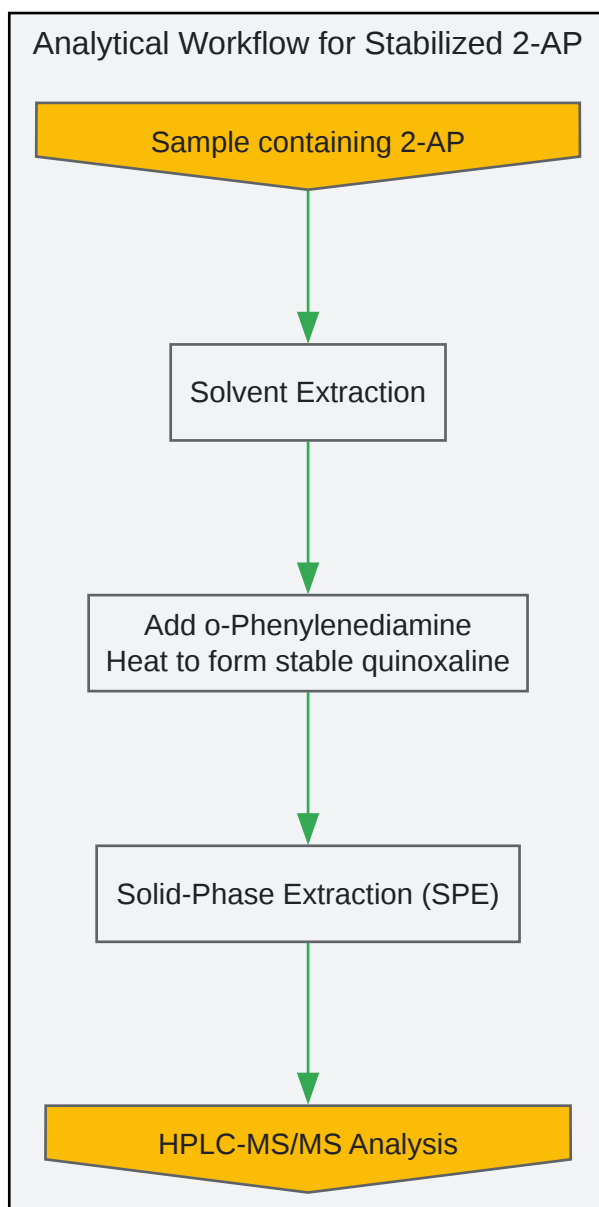 Analytical Workflow for Stabilized 2-AP
Sample containing 2-AP
Solvent Extraction
Add o-Phenylenediamine
Heat to form stable quinoxaline
Solid-Phase Extraction (SPE)
HPLC-MS/MS Analysis